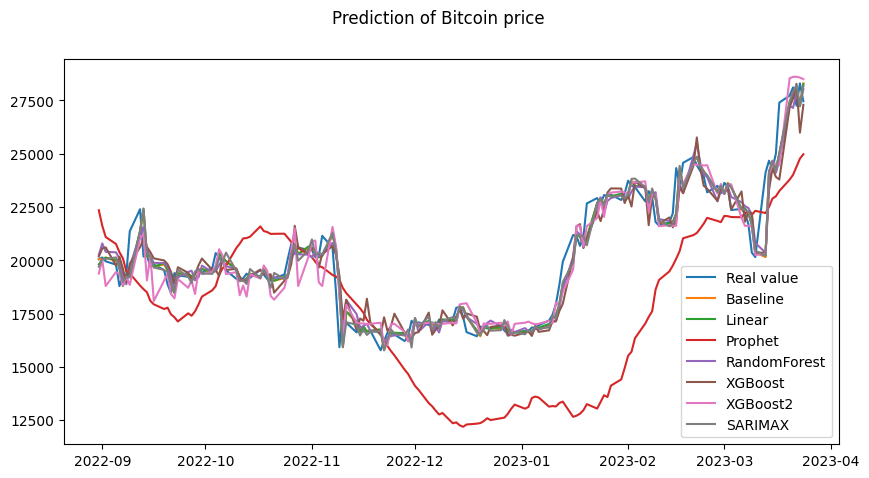 Prediction of Bitcoin price
27500
25000
22500
20000
17500
15000
12500
2022-09
2022-10
2022-11
2022-12
2023-01
2023-02
2023-03
2023-04
Real value
Baseline
Linear
Prophet
RandomForest
XGBoost
XGBoost2
SARIMAX